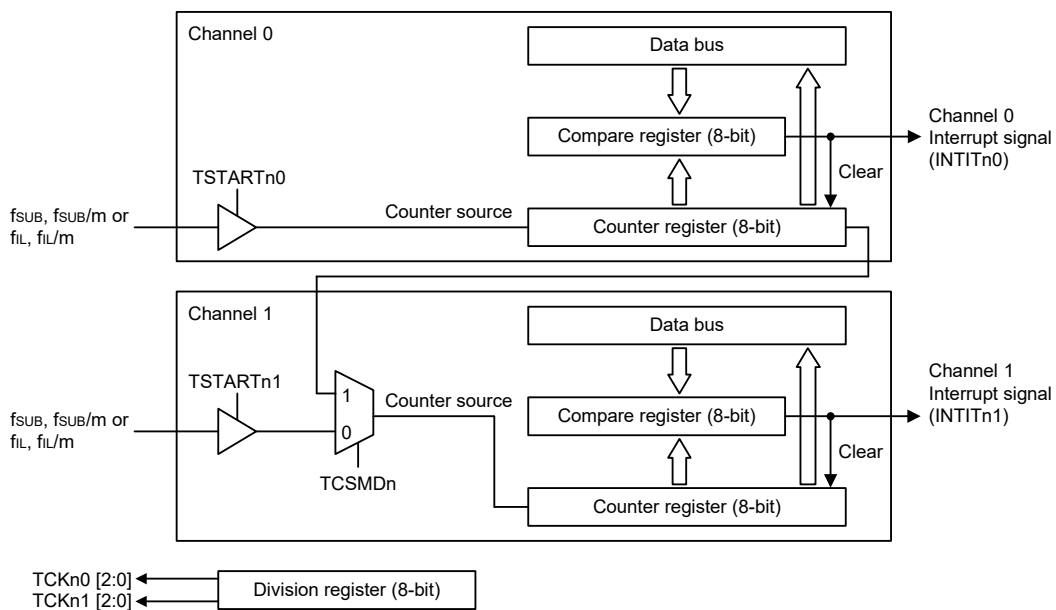 Channel 0
Data bus
Compare register (8-bit)
Channel 0
Interrupt signal
(INTITn0)
Clear
TSTARTn0
fSUB, fSUB/m or
fIL, fIL/m
Counter source
Counter register (8-bit)
Channel 1
Data bus
Channel 1
Interrupt signal
(INTITn1)
TSTARTn1
1
Counter source
Compare register (8-bit)
fSUB, fSUB/m or
fIL, fIL/m
0
Clear
TCSMDn
Counter register (8-bit)
TCKn0 [2:0]
TCKn1 [2:0]
Division register (8-bit)